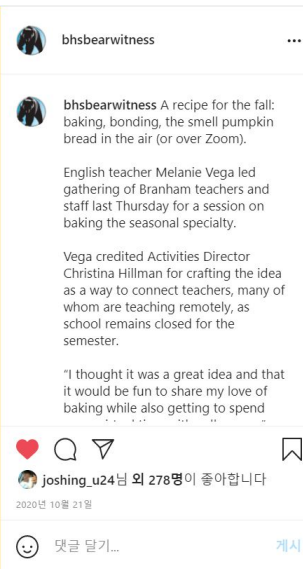 bhsbearwitness
bhsbearwitness A recipe for the fall:
baking, bonding, the smell pumpkin
bread in the air (or over Zoom).
English teacher Melanie Vega led
gathering of Branham teachers and
staff last Thursday for a session on
baking the seasonal specialty.
Vega credited Activities Director
Christina Hillman for crafting the idea
as a way to connect teachers, many of
whom are teaching remotely, as
school remains closed for the
semester.
“I thought it was a great idea and that
it would be fun to share my love of
baking while also getting to spend
joshing_u24님 외 278명이 좋아합니다
2020년 10월 21일
댓글 달기...
게시